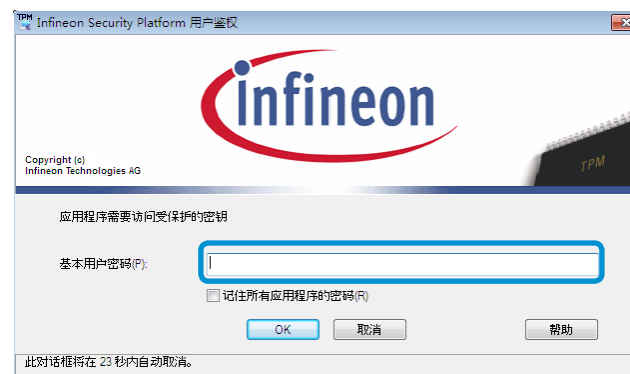 TPM
Infineon Security Platform 用户鉴权
infineon
Copyright (c)
Infineon Technologies AG
TPM
应用程序需要访问受保护的密钥
基本用户密码(P):
记住所有应用程序的密码(R)
OK
取消
帮助
此对话框将在 23 秒内自动取消。